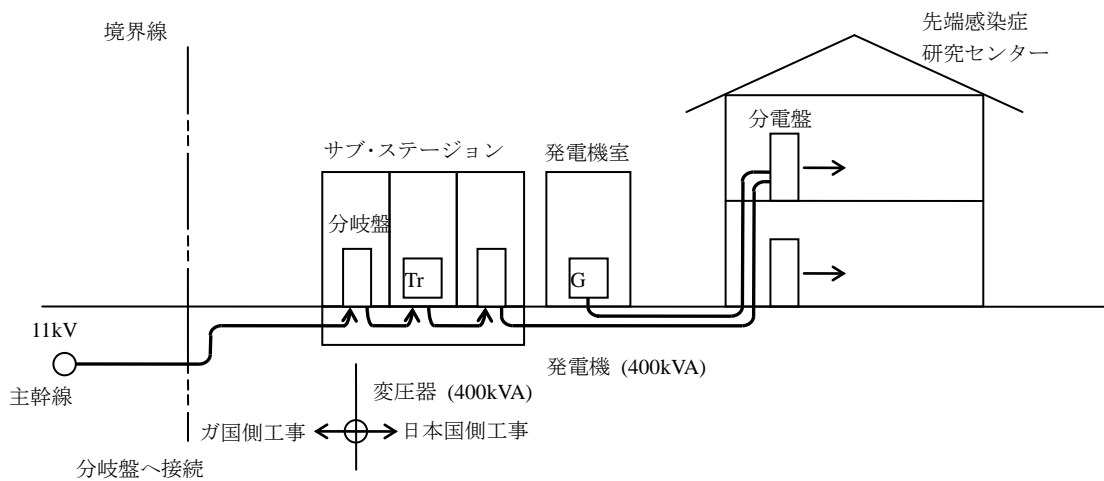 境界線
先端感染症
研究センター
分電盤
サブ・ステージョン
発電機室
分岐盤
Tr
G
11kV
主幹線
発電機 (400kVA)
変圧器 (400kVA)
ガ国側工事
日本国側工事
分岐盤へ接続